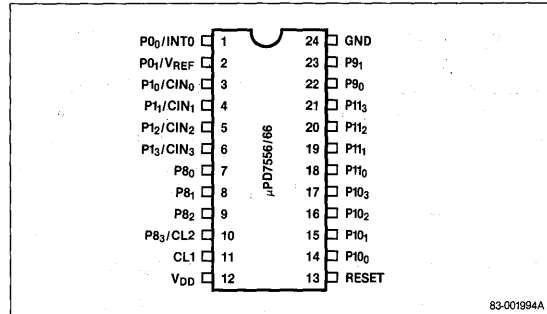 P0₀/INT0 1 24 GND
P0₁/VREF 2 23 P9₁
P1₀/CIN₀ 3 22 P9₀
P1₁/CIN₁ 4 21 P11₃
P1₂/CIN₂ 5 20 P11₂
P1₃/CIN₃ 6 19 P11₁
P8₀ 7 18 P11₀
P8₁ 8 17 P10₃
P8₂ 9 16 P10₂
P8₃/CL2 10 15 P10₁
CL1 11 14 P10₀
VDD 12 13 RESET
μPD7556/66
83-001994A